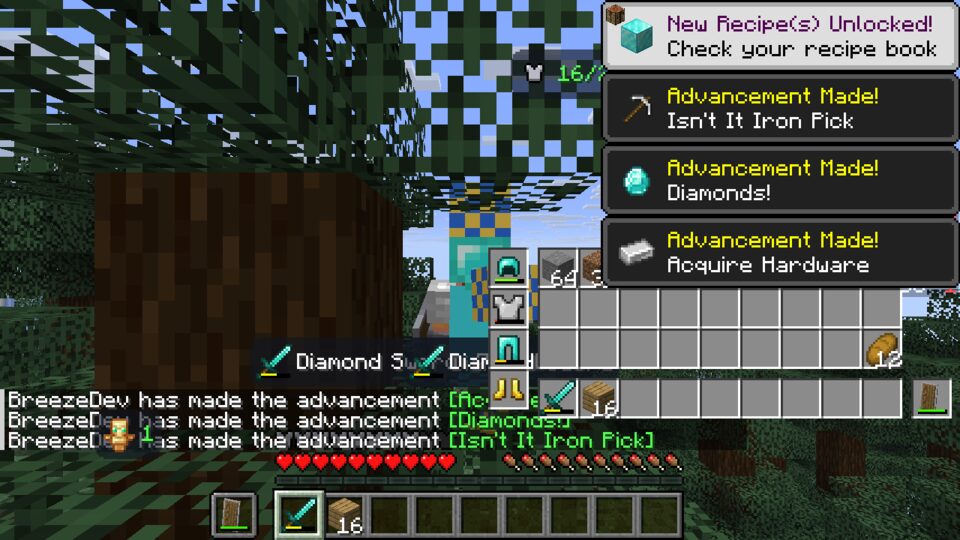 New Recipe(s) Unlocked!
Check your recipe book
16/
Advancement Made!
Isn't It Iron Pick
Advancement Made!
Diamonds!
Advancement Made!
Acquire Hardware
64
12
Diamond
16
BreezeDev has made the advancement
BreezeDev has made the advancement [Diamonds!]
1
has made the advancement [Isn't It Iron Pick]
16